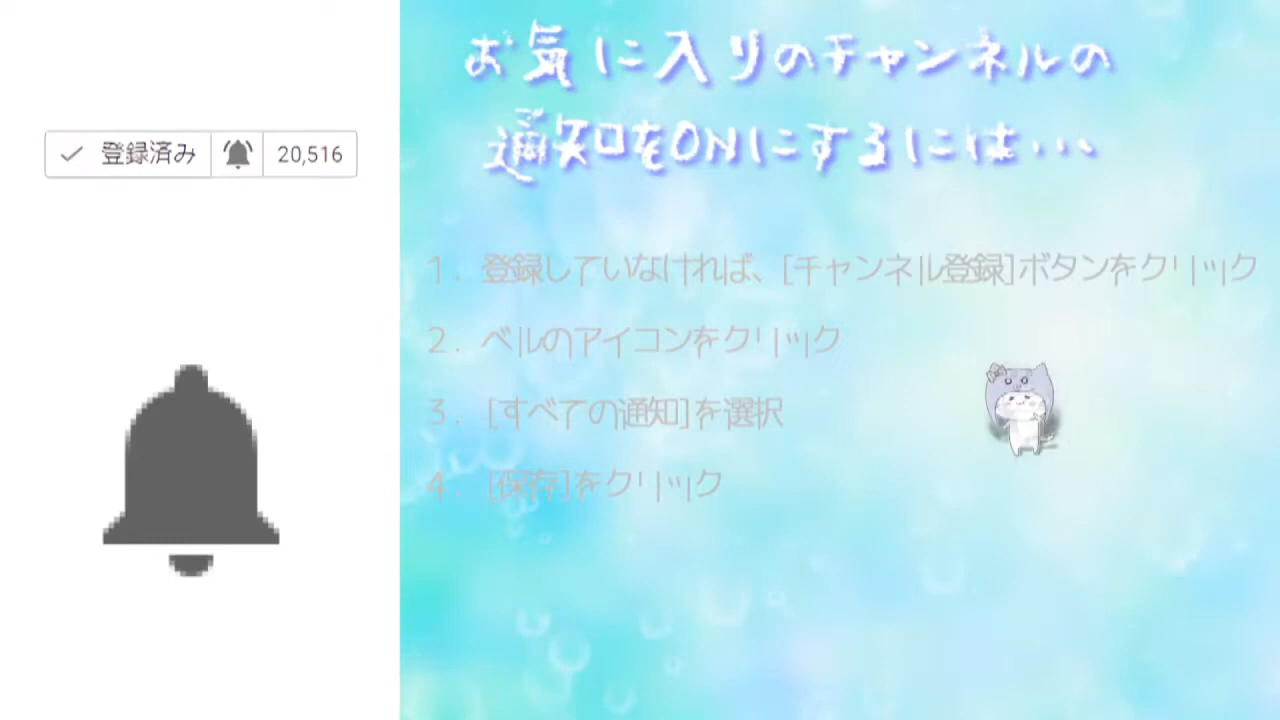 登録済み 20,516
お気に入りのチャンネルの
通知をONにするには・・・
1. 登録していなければ、[チャンネル登録]ボタンをクリック
2. ベルのアイコンをクリック
3. [すべての通知]を選択
4. [保存]をクリック